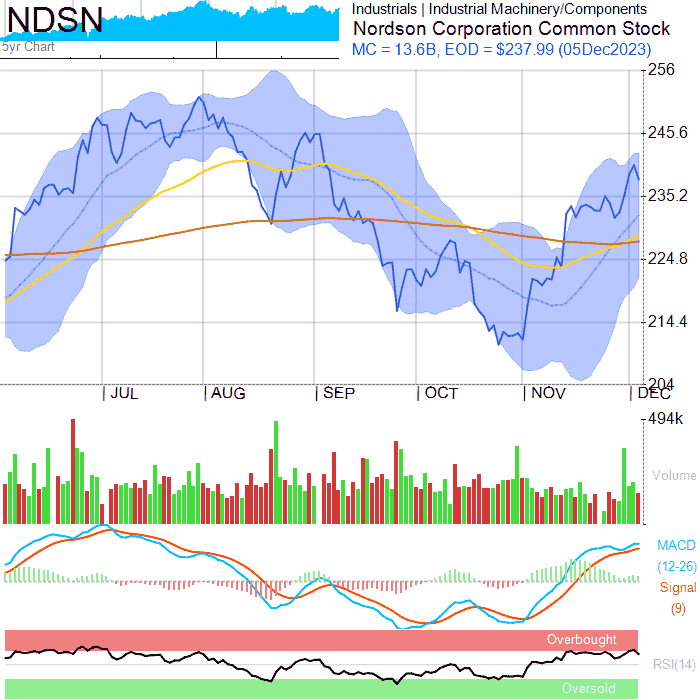 NDSN
5yr Chart
Industrials | Industrial Machinery/Components
Nordson Corporation Common Stock
MC = 13.6B, EOD = $237.99 (05Dec2023)
256
245.6
235.2
224.8
214.4
204
JUL
AUG
SEP
OCT
NOV
DEC
494k
Volume
MACD
(12-26)
Signal
(9)
Overbought
RSI(14)
Oversold